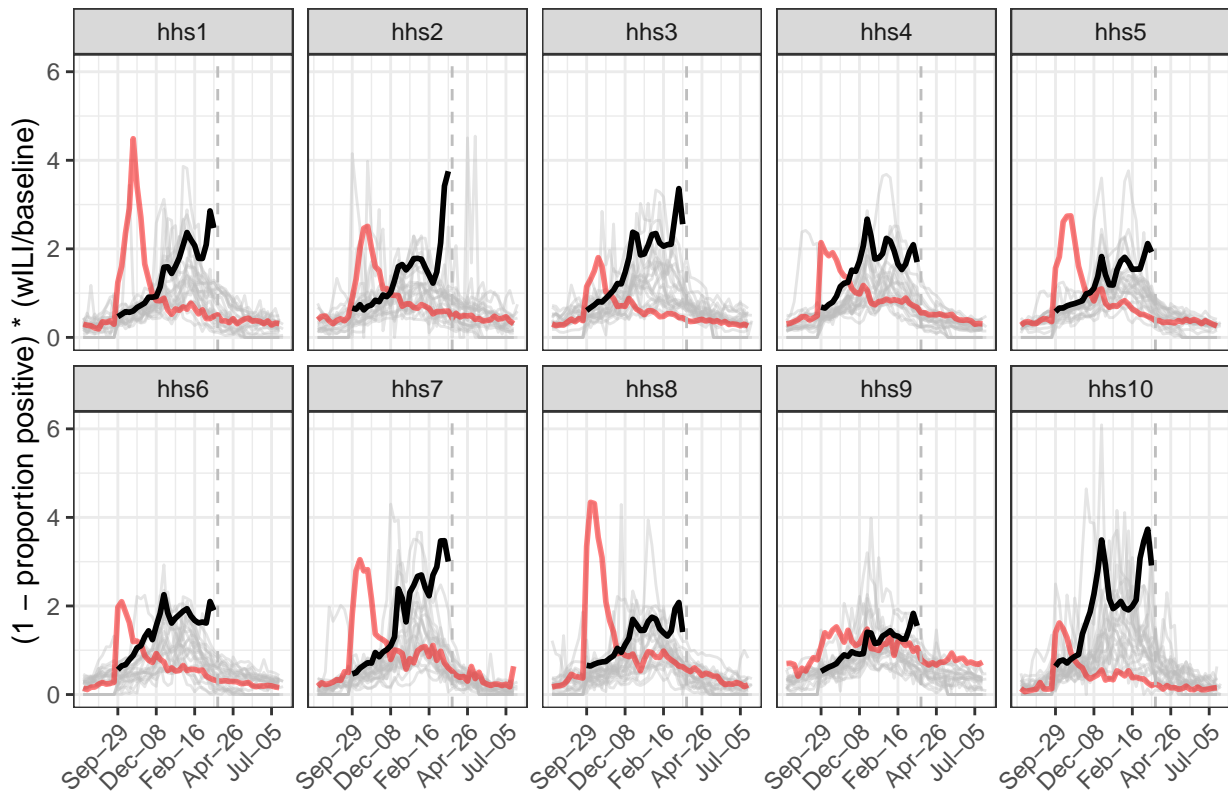 hhs1 hhs2 hhs3 hhs4 hhs5
6
4
2
0
hhs6 hhs7 hhs8 hhs9 hhs10
6
4
2
0
(1 − proportion positive) * (wILI/baseline)
Sep−29 Dec−08 Feb−16 Apr−26 Jul−05 Sep−29 Dec−08 Feb−16 Apr−26 Jul−05 Sep−29 Dec−08 Feb−16 Apr−26 Jul−05 Sep−29 Dec−08 Feb−16 Apr−26 Jul−05 Sep−29 Dec−08 Feb−16 Apr−26 Jul−05